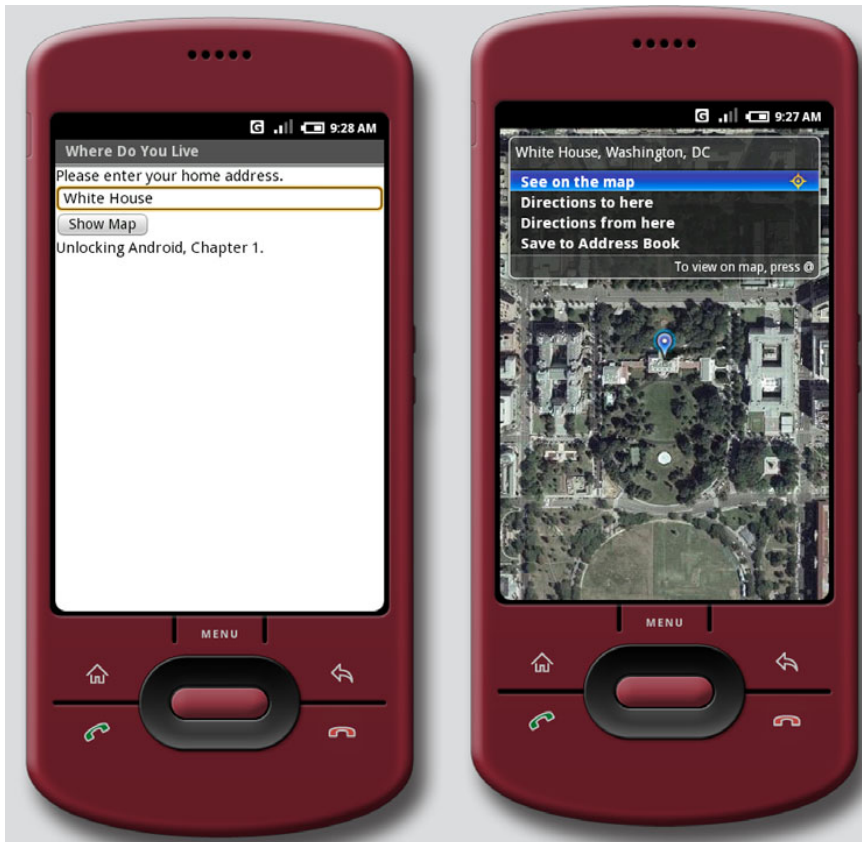 G 9:28 AM
Where Do You Live
Please enter your home address.
White House
Show Map
Unlocking Android, Chapter 1.
MENU
G 9:27 AM
White House, Washington, DC
See on the map
Directions to here
Directions from here
Save to Address Book
To view on map, press @
MENU